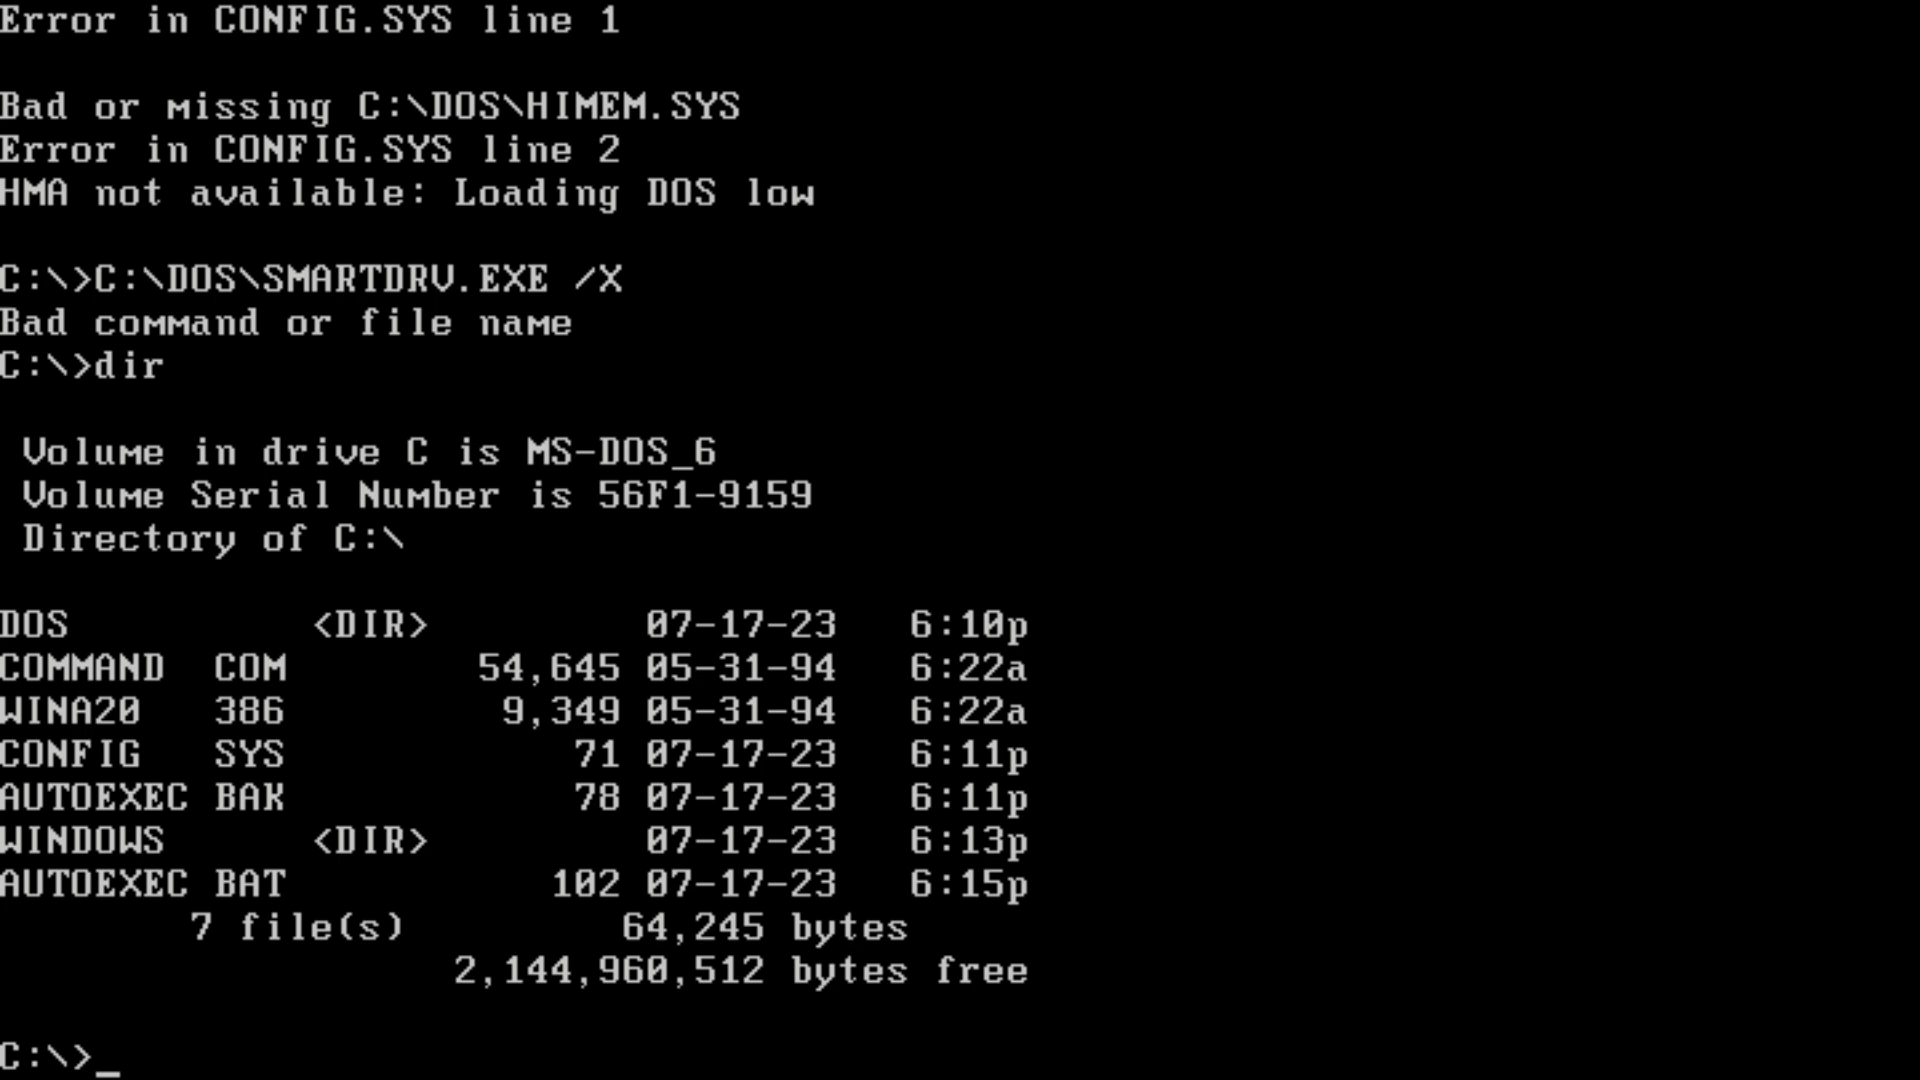 Error in CONFIG.SYS line 1
Bad or missing C:\DOS\HIMEM.SYS
Error in CONFIG.SYS line 2
HMA not available: Loading DOS low
C:\>C:\DOS\SMARTDRV.EXE /X
Bad command or file name
C:\>dir
Volume in drive C is MS-DOS_6
Volume Serial Number is 56F1-9159
Directory of C:\
DOS          <DIR>         07-17-23   6:10p
COMMAND  COM        54,645 05-31-94   6:22a
WINA20   386         9,349 05-31-94   6:22a
CONFIG   SYS            71 07-17-23   6:11p
AUTOEXEC BAK            78 07-17-23   6:11p
WINDOWS      <DIR>         07-17-23   6:13p
AUTOEXEC BAT           102 07-17-23   6:15p
7 file(s)         64,245 bytes
2,144,960,512 bytes free
C:\>_